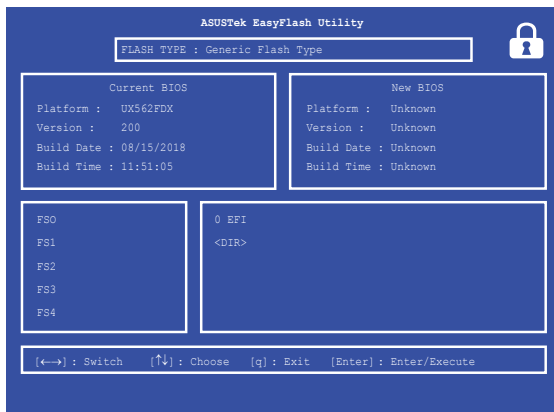 ASUSTek EasyFlash Utility
FLASH TYPE : Generic Flash Type
Current BIOS
Platform : UX562FDX
Version : 200
Build Date : 08/15/2018
Build Time : 11:51:05
New BIOS
Platform : Unknown
Version : Unknown
Build Date : Unknown
Build Time : Unknown
FSO
FS1
FS2
FS3
FS4
0 EFI
<DIR>
[←→] : Switch [↑↓] : Choose [q] : Exit [Enter] : Enter/Execute